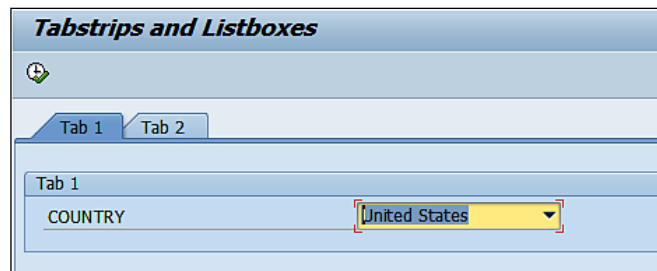 Tabstrips and Listboxes
Tab 1 Tab 2
Tab 1
COUNTRY United States